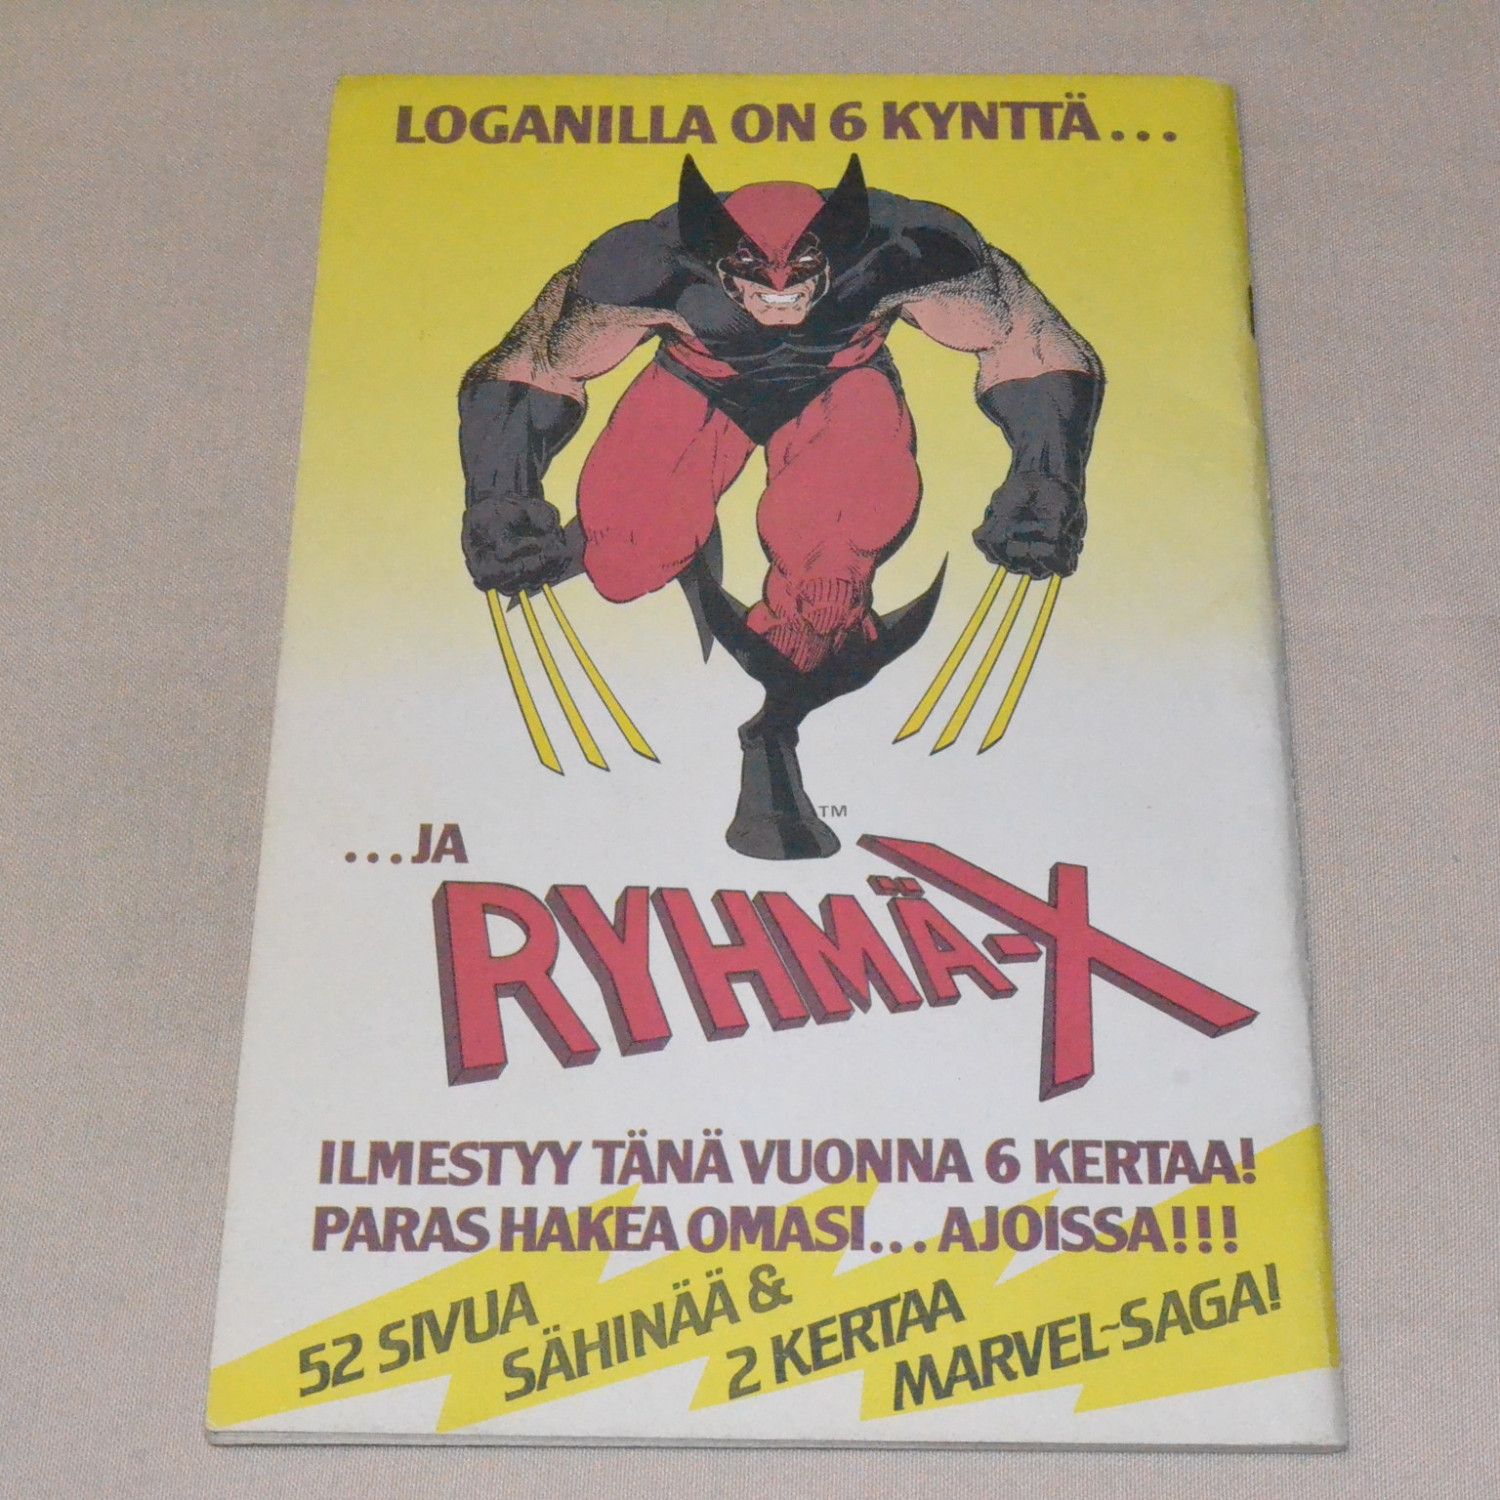 LOGANILLA ON 6 KYNTTÄ...
TM
...JA
RYHMÄ-X
ILMESTYY TÄNÄ VUONNA 6 KERTAA!
PARAS HAKEA OMASI... AJOISSA!!!
52 SIVUA
SÄHINÄÄ &
2 KERTAA
MARVEL-SAGA!